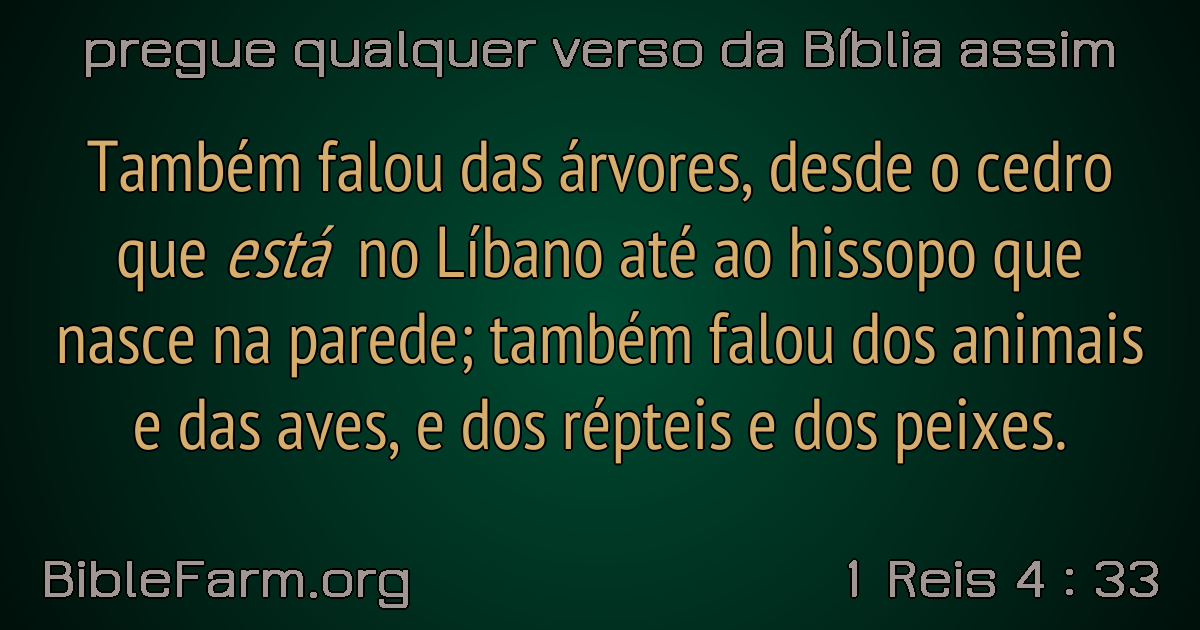 pregue qualquer verso da Bíblia assim
Também falou das árvores, desde o cedro
que está no Líbano até ao hissopo que
nasce na parede; também falou dos animais
e das aves, e dos répteis e dos peixes.
BibleFarm.org
1 Reis 4 : 33